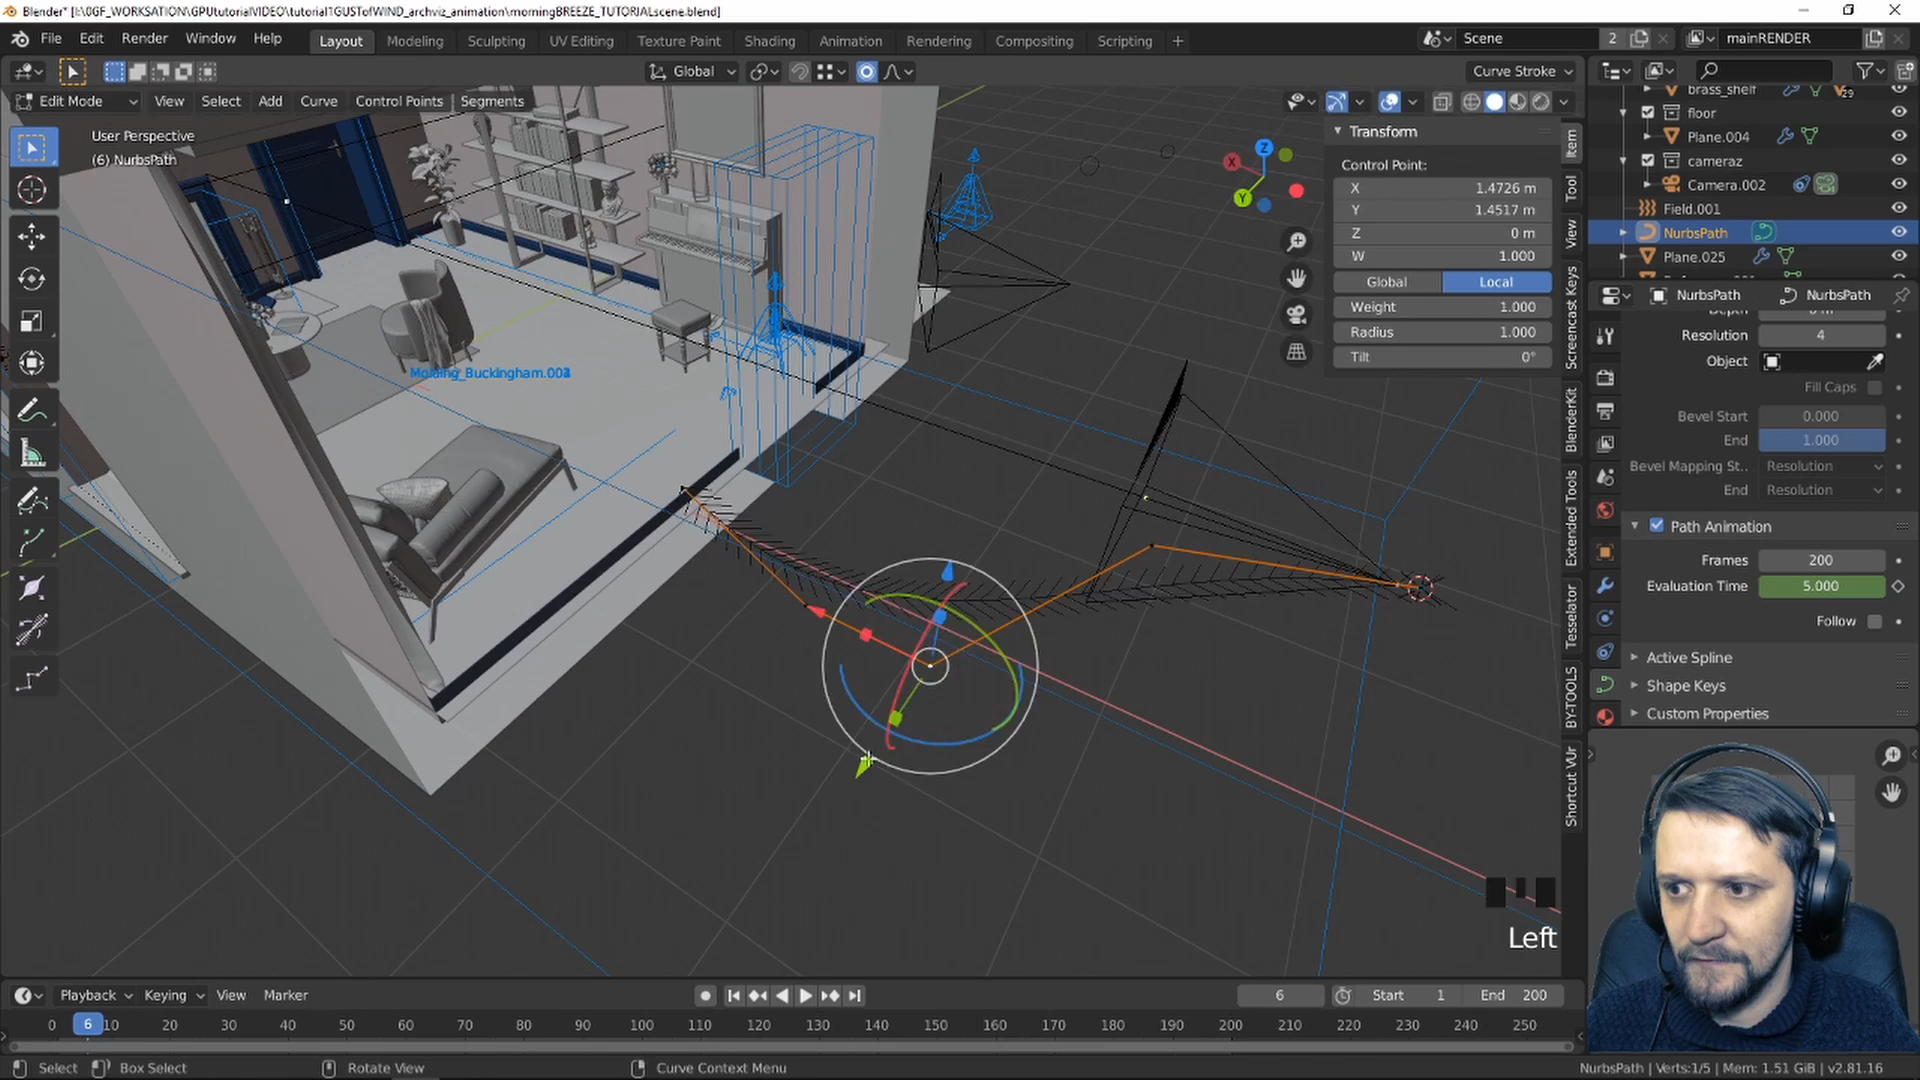 Blender* [I:\0GF_WORKSATION\GPUtutorialVIDEO\tutorial1GUSTofWIND_archviz_animation\morningBREEZE_TUTORIALscene.blend]
File Edit Render Window Help
Layout Modeling Sculpting UV Editing Texture Paint Shading Animation Rendering Compositing Scripting +
Scene 2 mainRENDER
Global Curve Stroke
Edit Mode View Select Add Curve Control Points Segments
User Perspective
(6) NurbsPath
X
Y
Z
Transform
Control Point:
X 1.4726 m
Y 1.4517 m
Z 0 m
W 1.000
Global Local
Weight 1.000
Radius 1.000
Tilt 0°
Item
Tool
View
Screencast Keys
BlenderKit
Extended Tools
Tesselator
BY-TOOLS
Shortcut VUr
brass_shelf 29
floor
Plane.004
cameraz
Camera.002
Field.001
NurbsPath
Plane.025
NurbsPath NurbsPath
Resolution 4
Object
Fill Caps
Bevel Start 0.000
End 1.000
Bevel Mapping St.. Resolution
End Resolution
Path Animation
Frames 200
Evaluation Time 5.000
Follow
Active Spline
Shape Keys
Custom Properties
Left
Playback Keying View Marker
6 Start 1 End 200
0 6 10 20 30 40 50 60 70 80 90 100 110 120 130 140 150 160 170 180 190 200 210 220 230 240 250
Select Box Select Rotate View Curve Context Menu
NurbsPath | Verts:1/5 | Mem: 1.51 GiB | v2.81.16